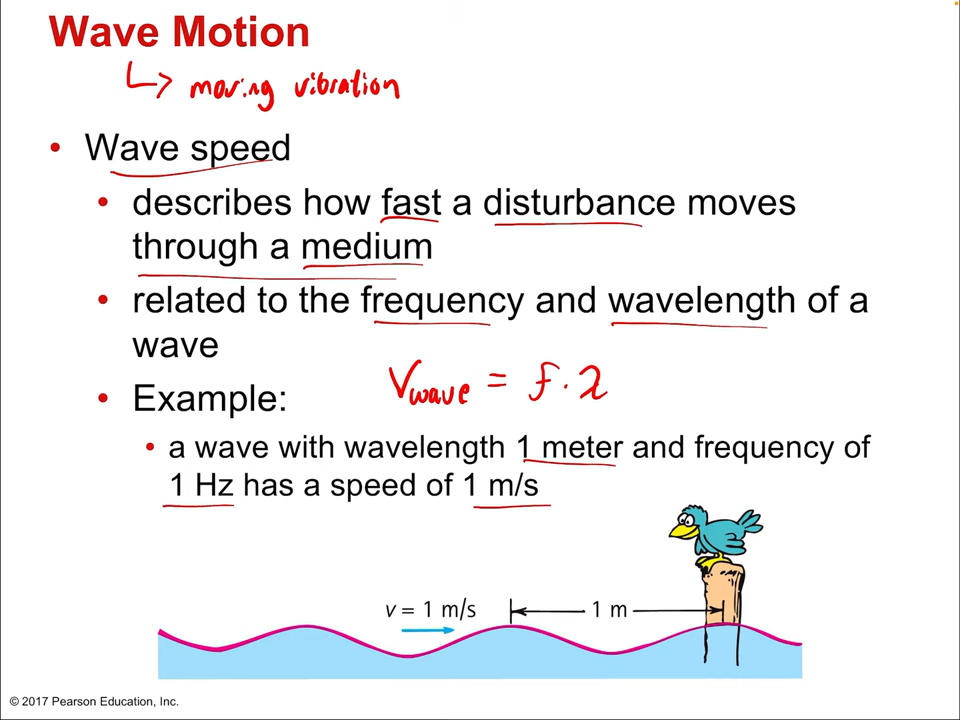 Wave Motion
↳ moving vibration
• Wave speed
• describes how fast a disturbance moves
through a medium
• related to the frequency and wavelength of a
wave
• Example:
V wave = f · λ
• a wave with wavelength 1 meter and frequency of
1 Hz has a speed of 1 m/s
v = 1 m/s
1 m
© 2017 Pearson Education, Inc.